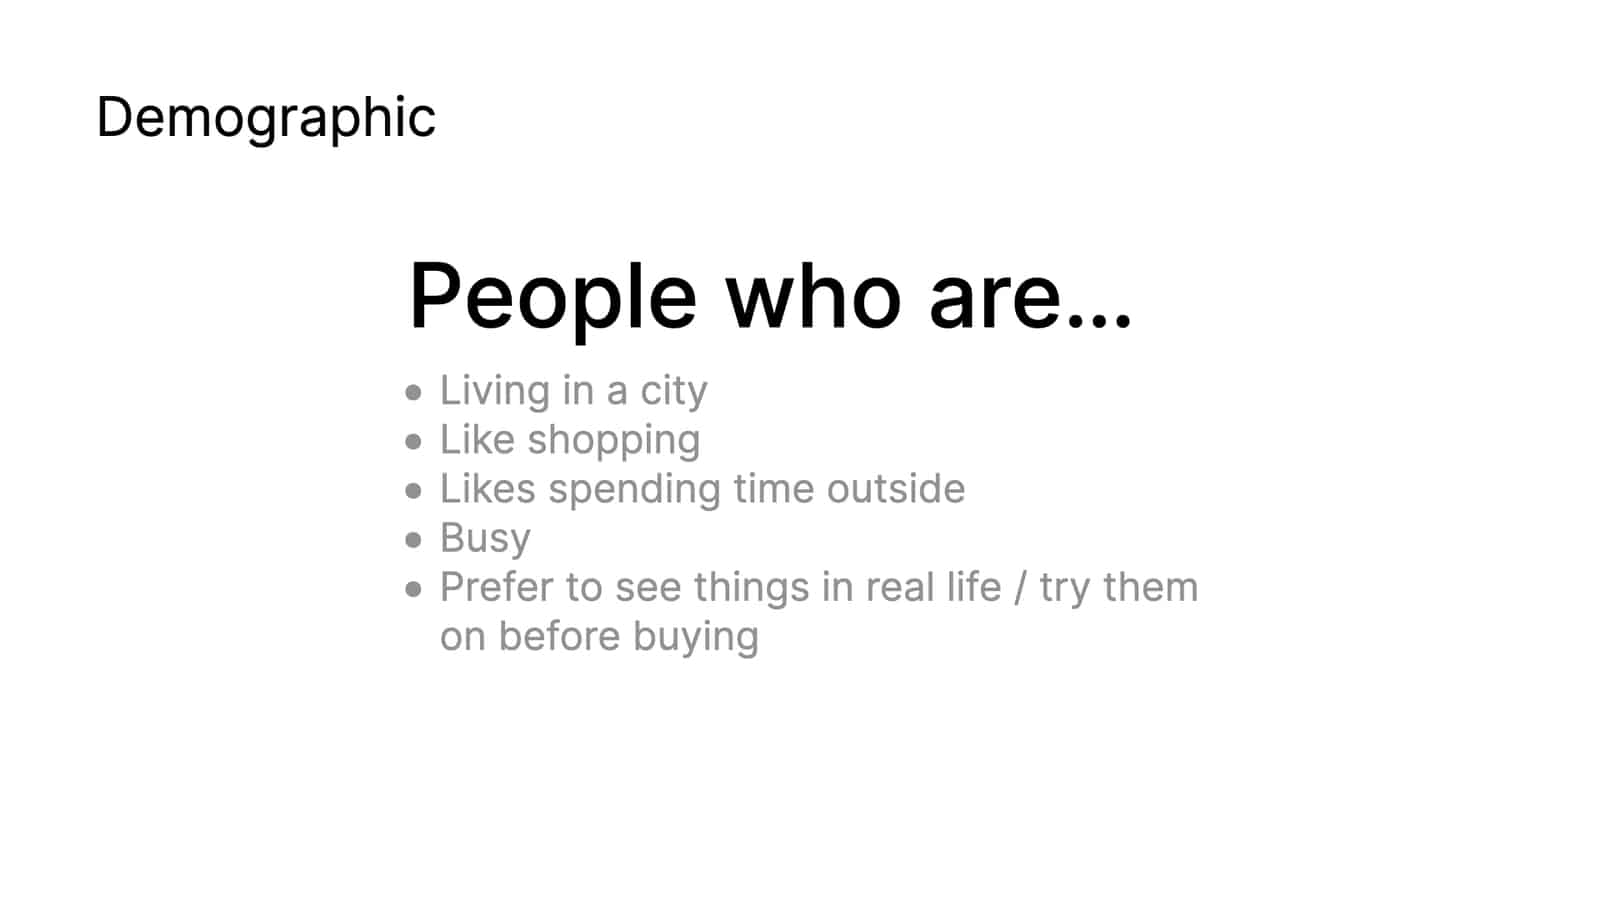 Demographic
People who are...
• Living in a city
• Like shopping
• Likes spending time outside
• Busy
• Prefer to see things in real life / try them
on before buying